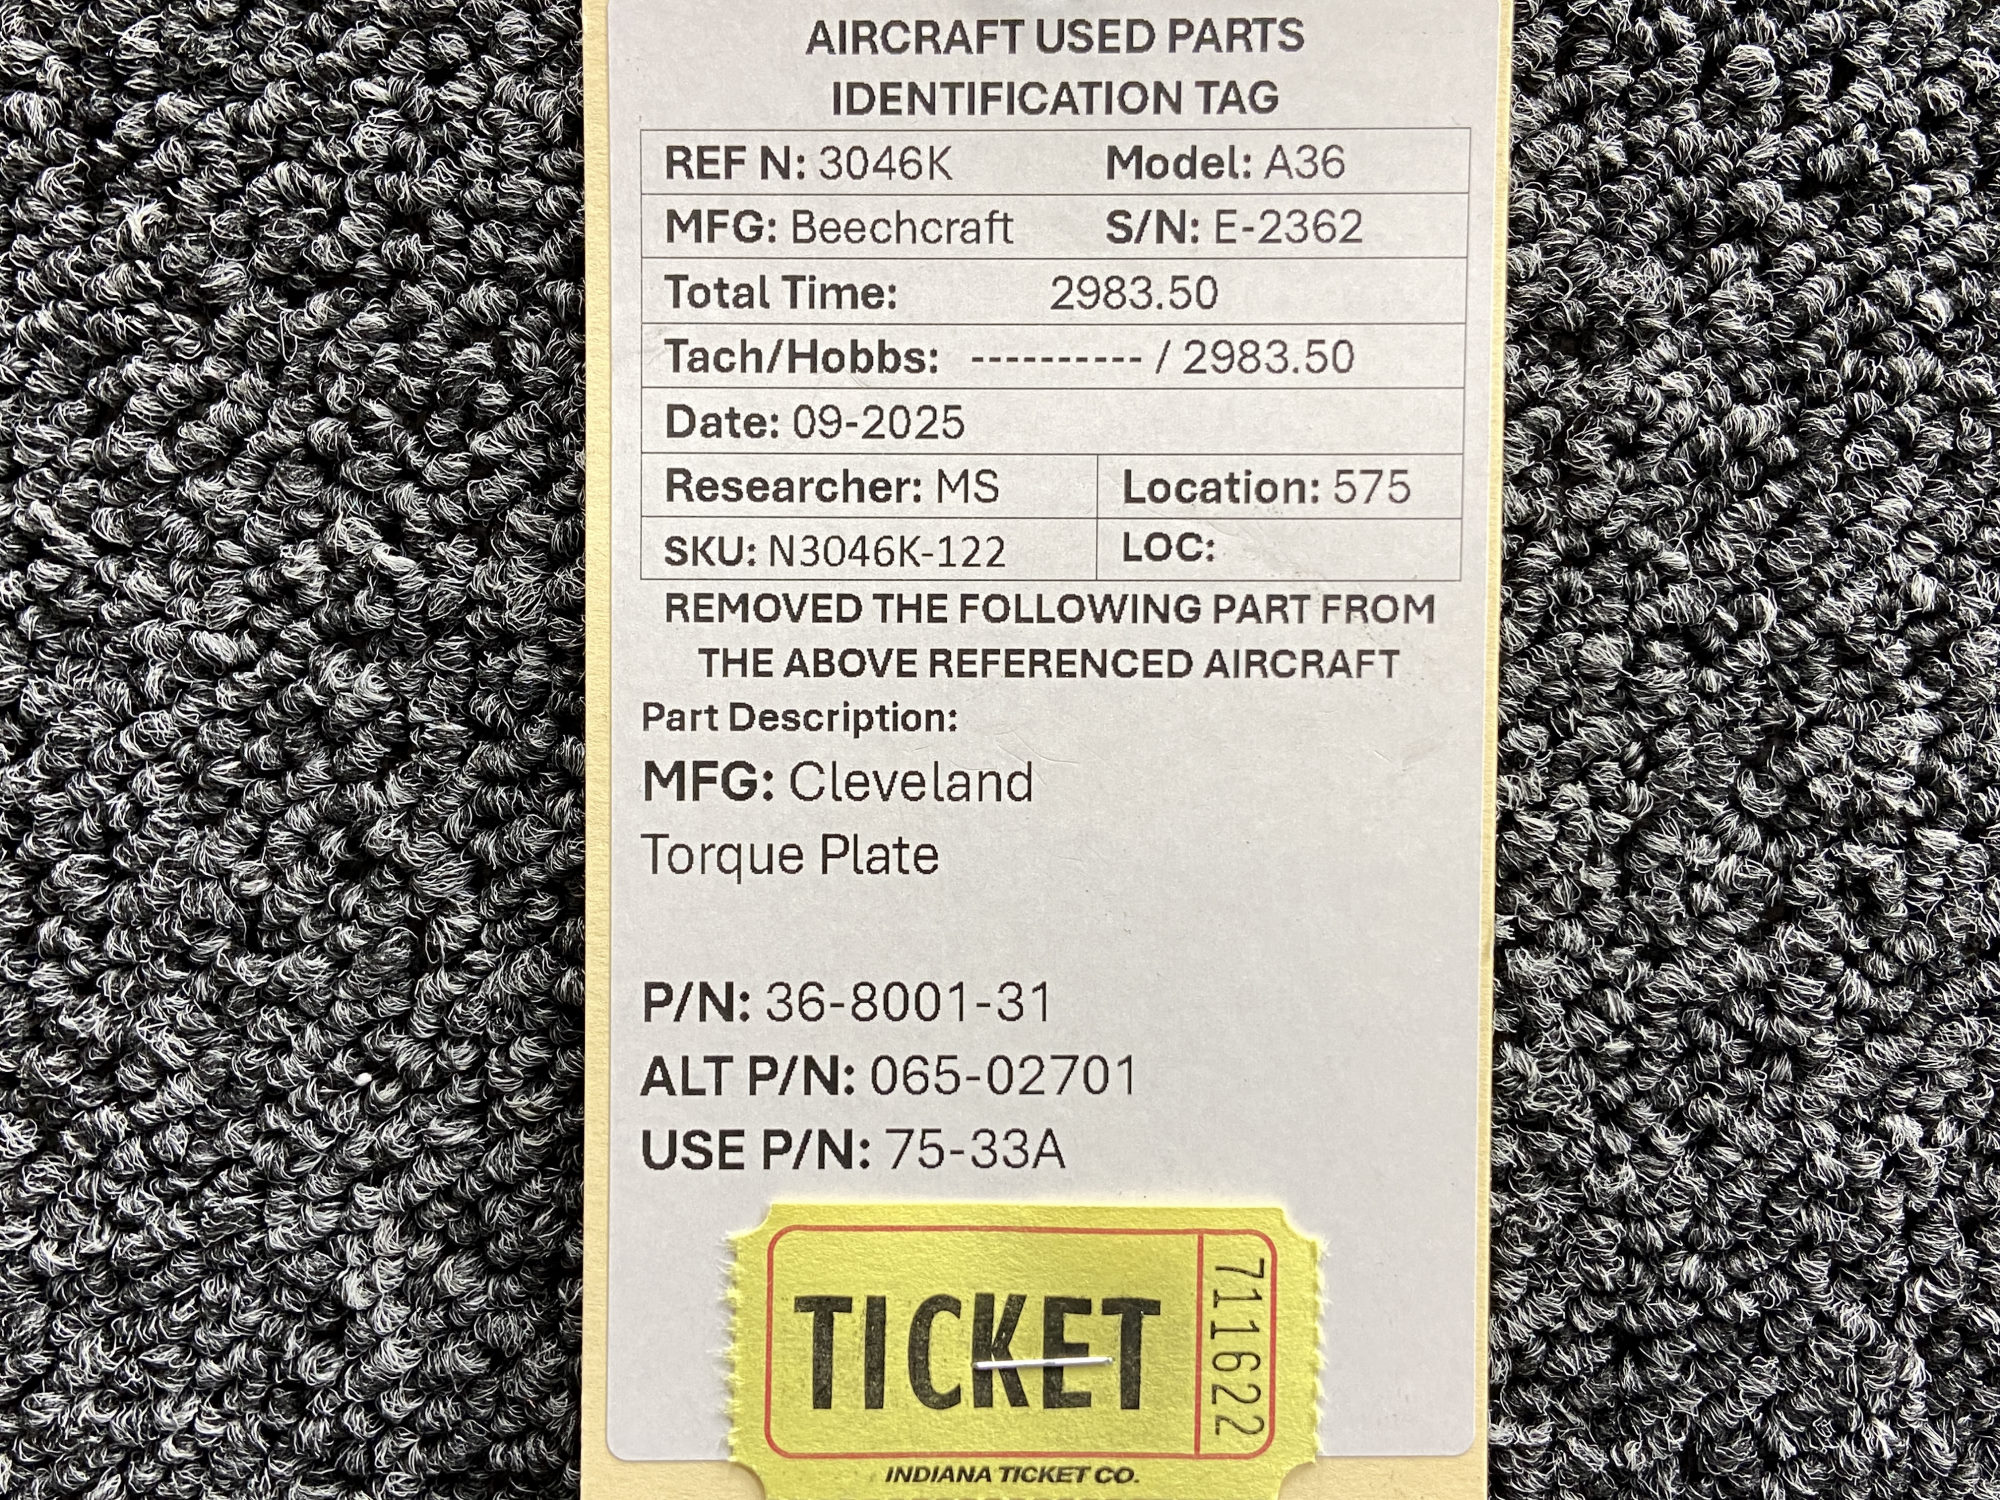 AIRCRAFT USED PARTS
IDENTIFICATION TAG
REF N: 3046K Model: A36
MFG: Beechcraft S/N: E-2362
Total Time: 2983.50
Tach/Hobbs: ---------- / 2983.50
Date: 09-2025
Researcher: MS Location: 575
SKU: N3046K-122 LOC:
REMOVED THE FOLLOWING PART FROM
THE ABOVE REFERENCED AIRCRAFT
Part Description:
MFG: Cleveland
Torque Plate
P/N: 36-8001-31
ALT P/N: 065-02701
USE P/N: 75-33A
TICKET
711622
INDIANA TICKET CO.